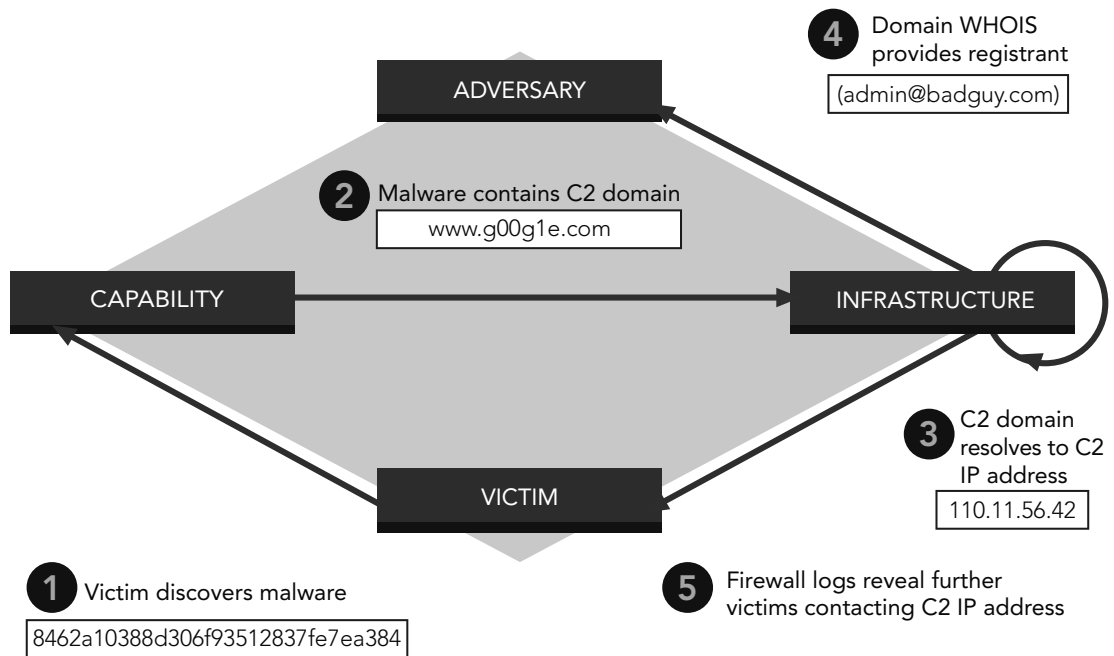 4
Domain WHOIS
provides registrant
(admin@badguy.com)
ADVERSARY
2
Malware contains C2 domain
www.g00g1e.com
CAPABILITY
INFRASTRUCTURE
3
C2 domain
resolves to C2
IP address
110.11.56.42
VICTIM
1
Victim discovers malware
8462a10388d306f93512837fe7ea384
5
Firewall logs reveal further
victims contacting C2 IP address